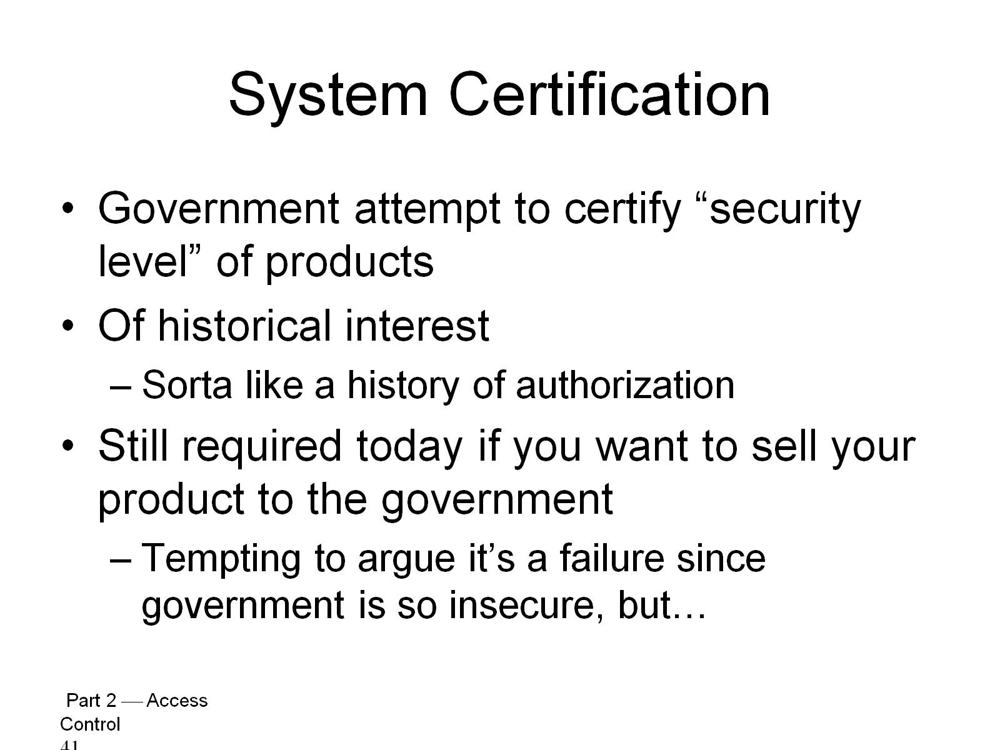 System Certification
• Government attempt to certify “security
level” of products
• Of historical interest
– Sorta like a history of authorization
• Still required today if you want to sell your
product to the government
– Tempting to argue it’s a failure since
government is so insecure, but…
Part 2 — Access
Control
41